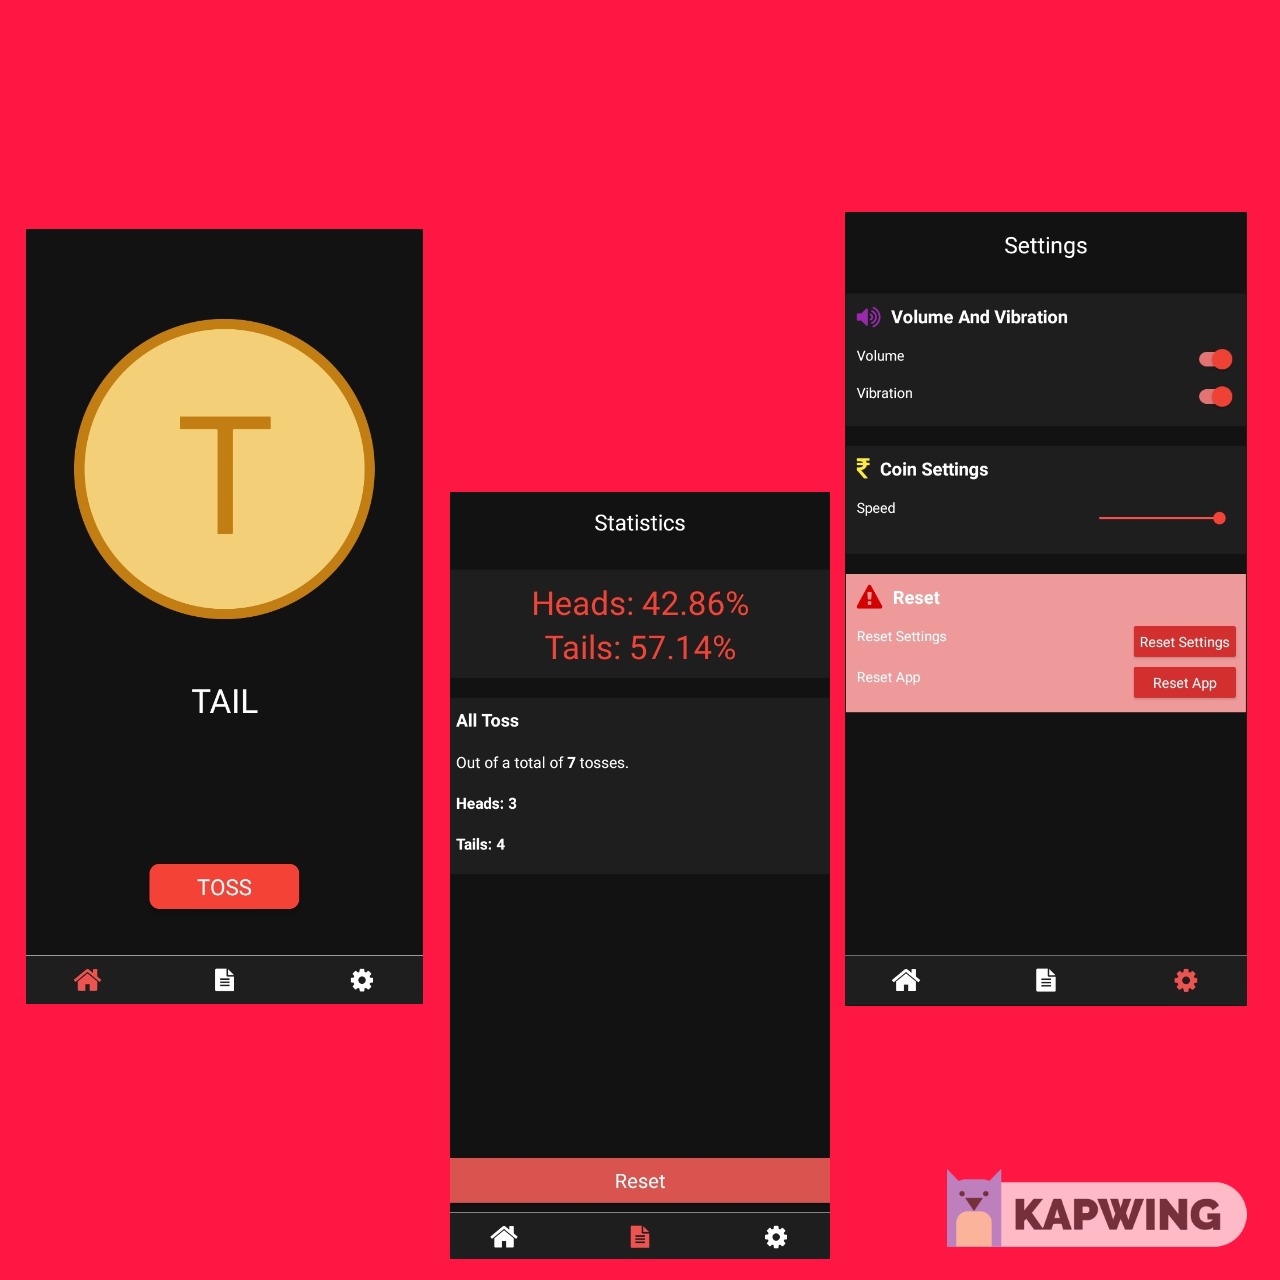 T
TAIL
TOSS
Statistics
Heads: 42.86%
Tails: 57.14%
All Toss
Out of a total of 7 tosses.
Heads: 3
Tails: 4
Reset
Settings
Volume And Vibration
Volume
Vibration
₹ Coin Settings
Speed
Reset
Reset Settings
Reset Settings
Reset App
Reset App
KAPWING